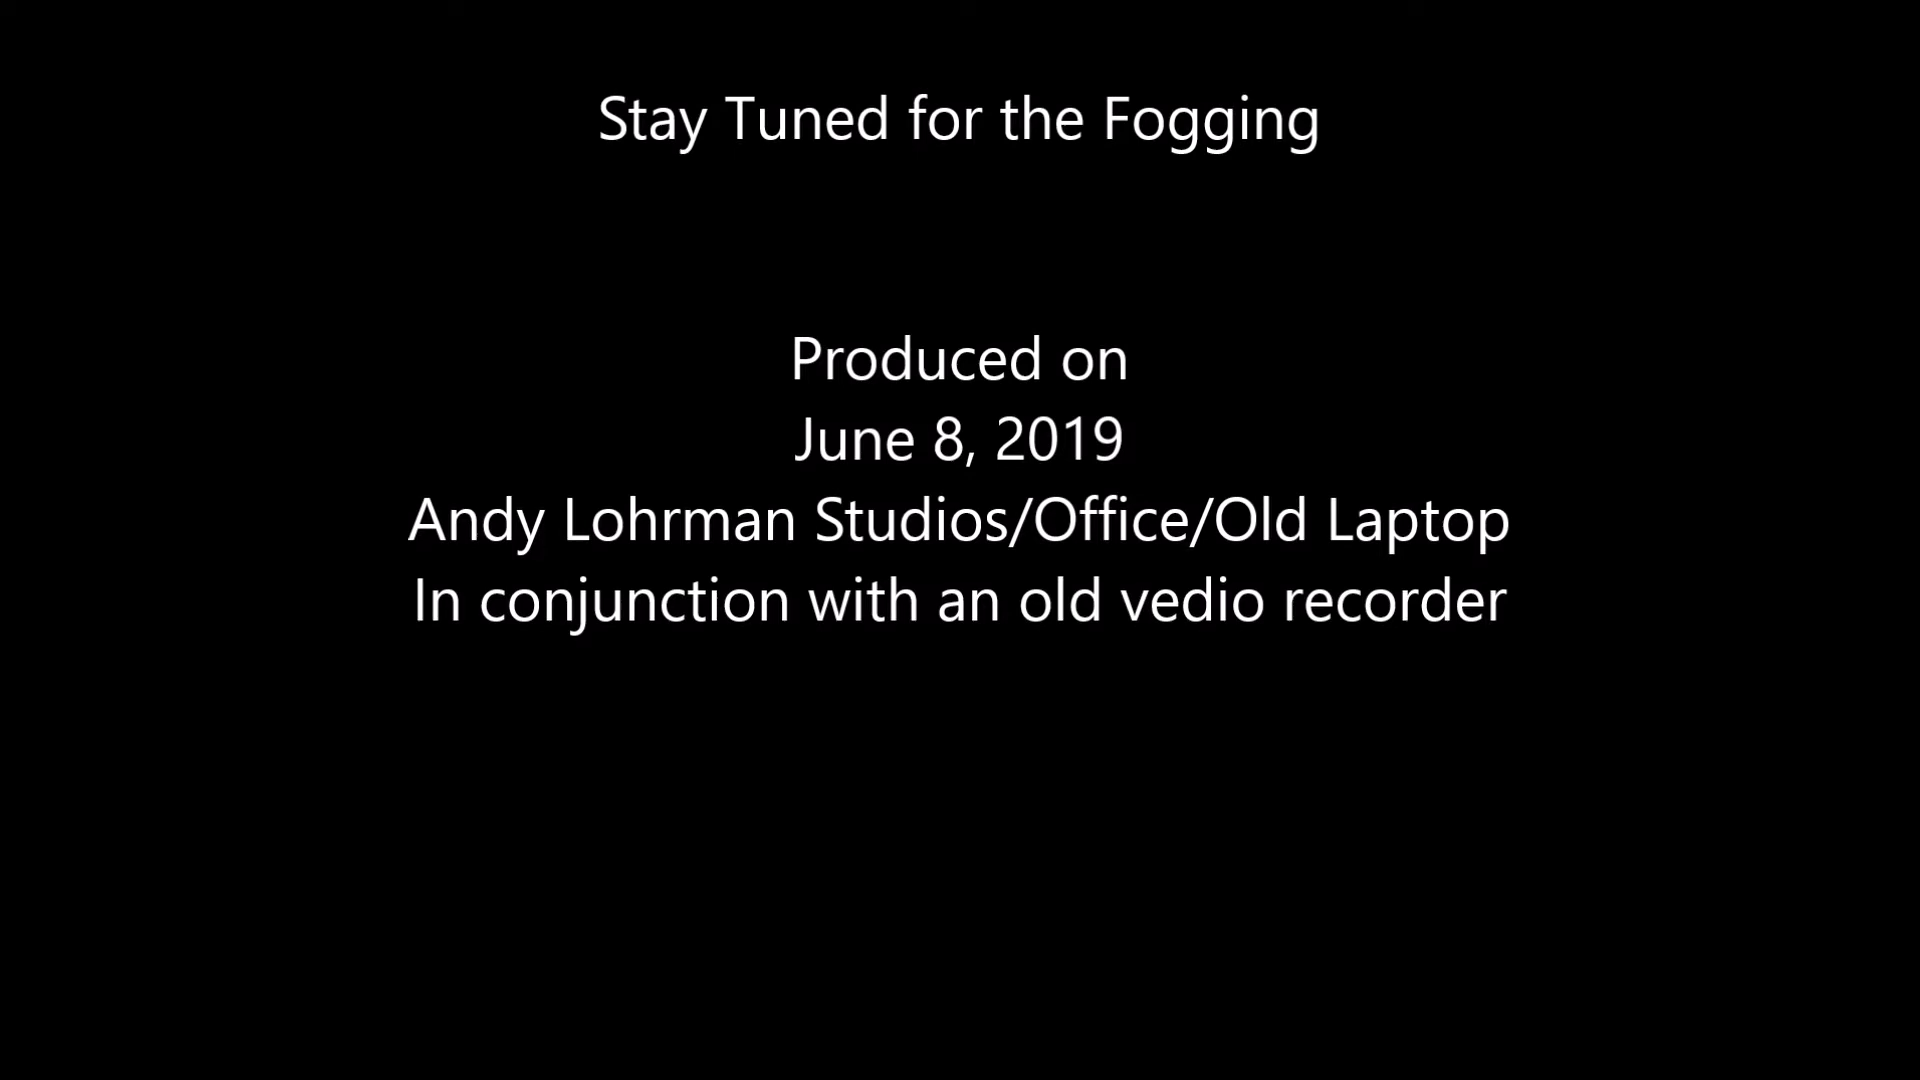 Stay Tuned for the Fogging
Produced on
June 8, 2019
Andy Lohrman Studios/Office/Old Laptop
In conjunction with an old vedio recorder